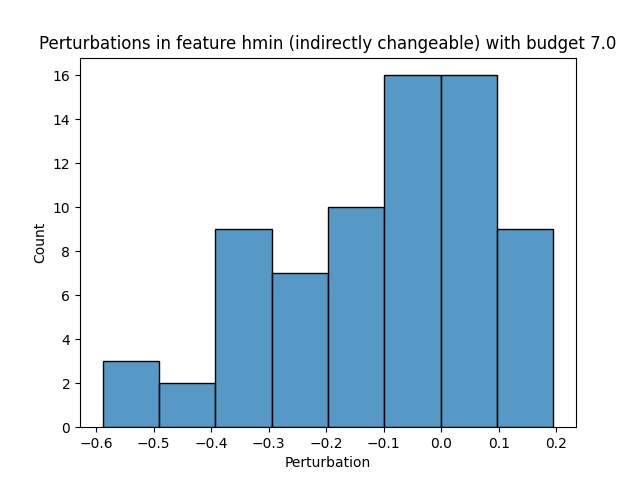 Perturbations in feature hmin (indirectly changeable) with budget 7.0
16
14
12
10
8
6
4
2
0
Count
−0.6 −0.5 −0.4 −0.3 −0.2 −0.1 0.0 0.1 0.2
Perturbation